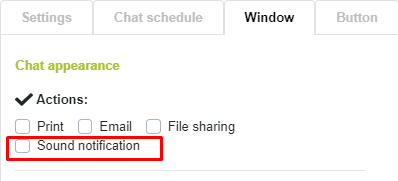 Settings Chat schedule Window Button
Chat appearance
Actions:
Print Email File sharing
Sound notification